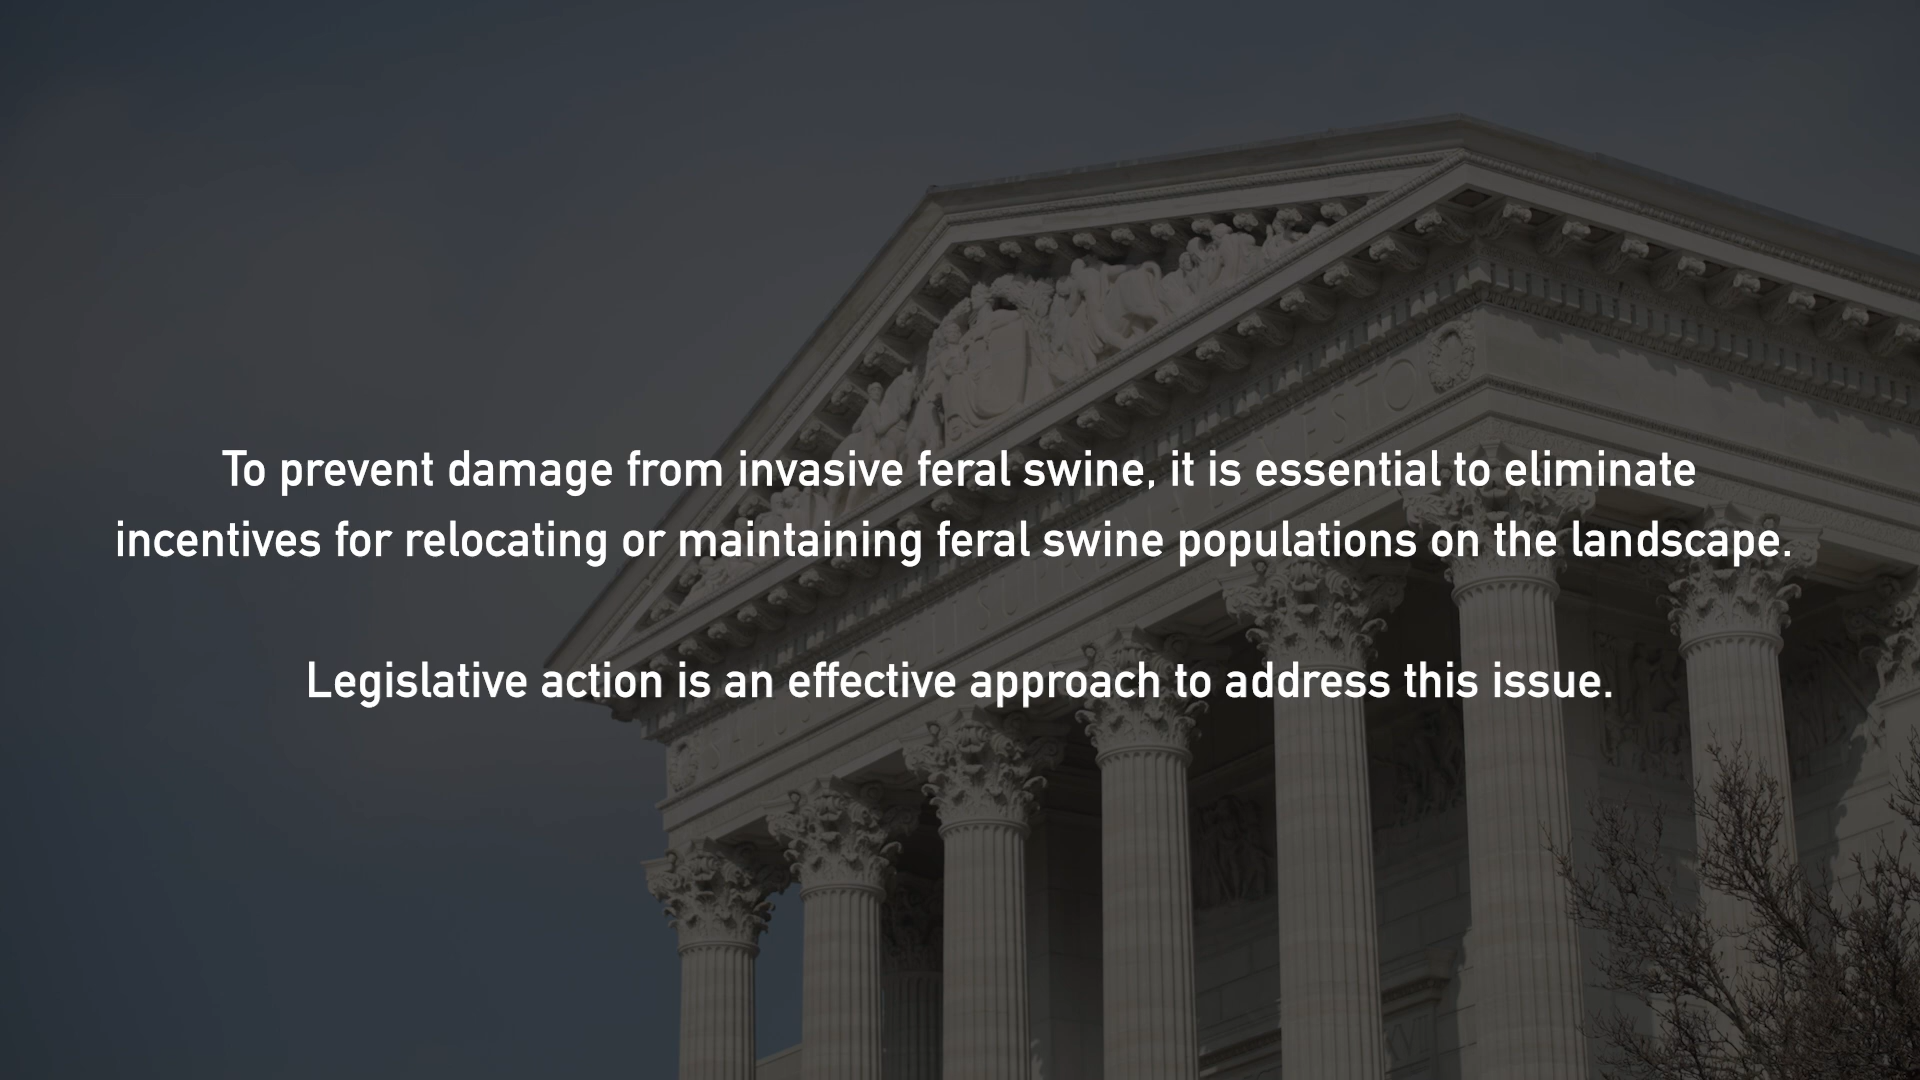 To prevent damage from invasive feral swine, it is essential to eliminate
incentives for relocating or maintaining feral swine populations on the landscape.
Legislative action is an effective approach to address this issue.